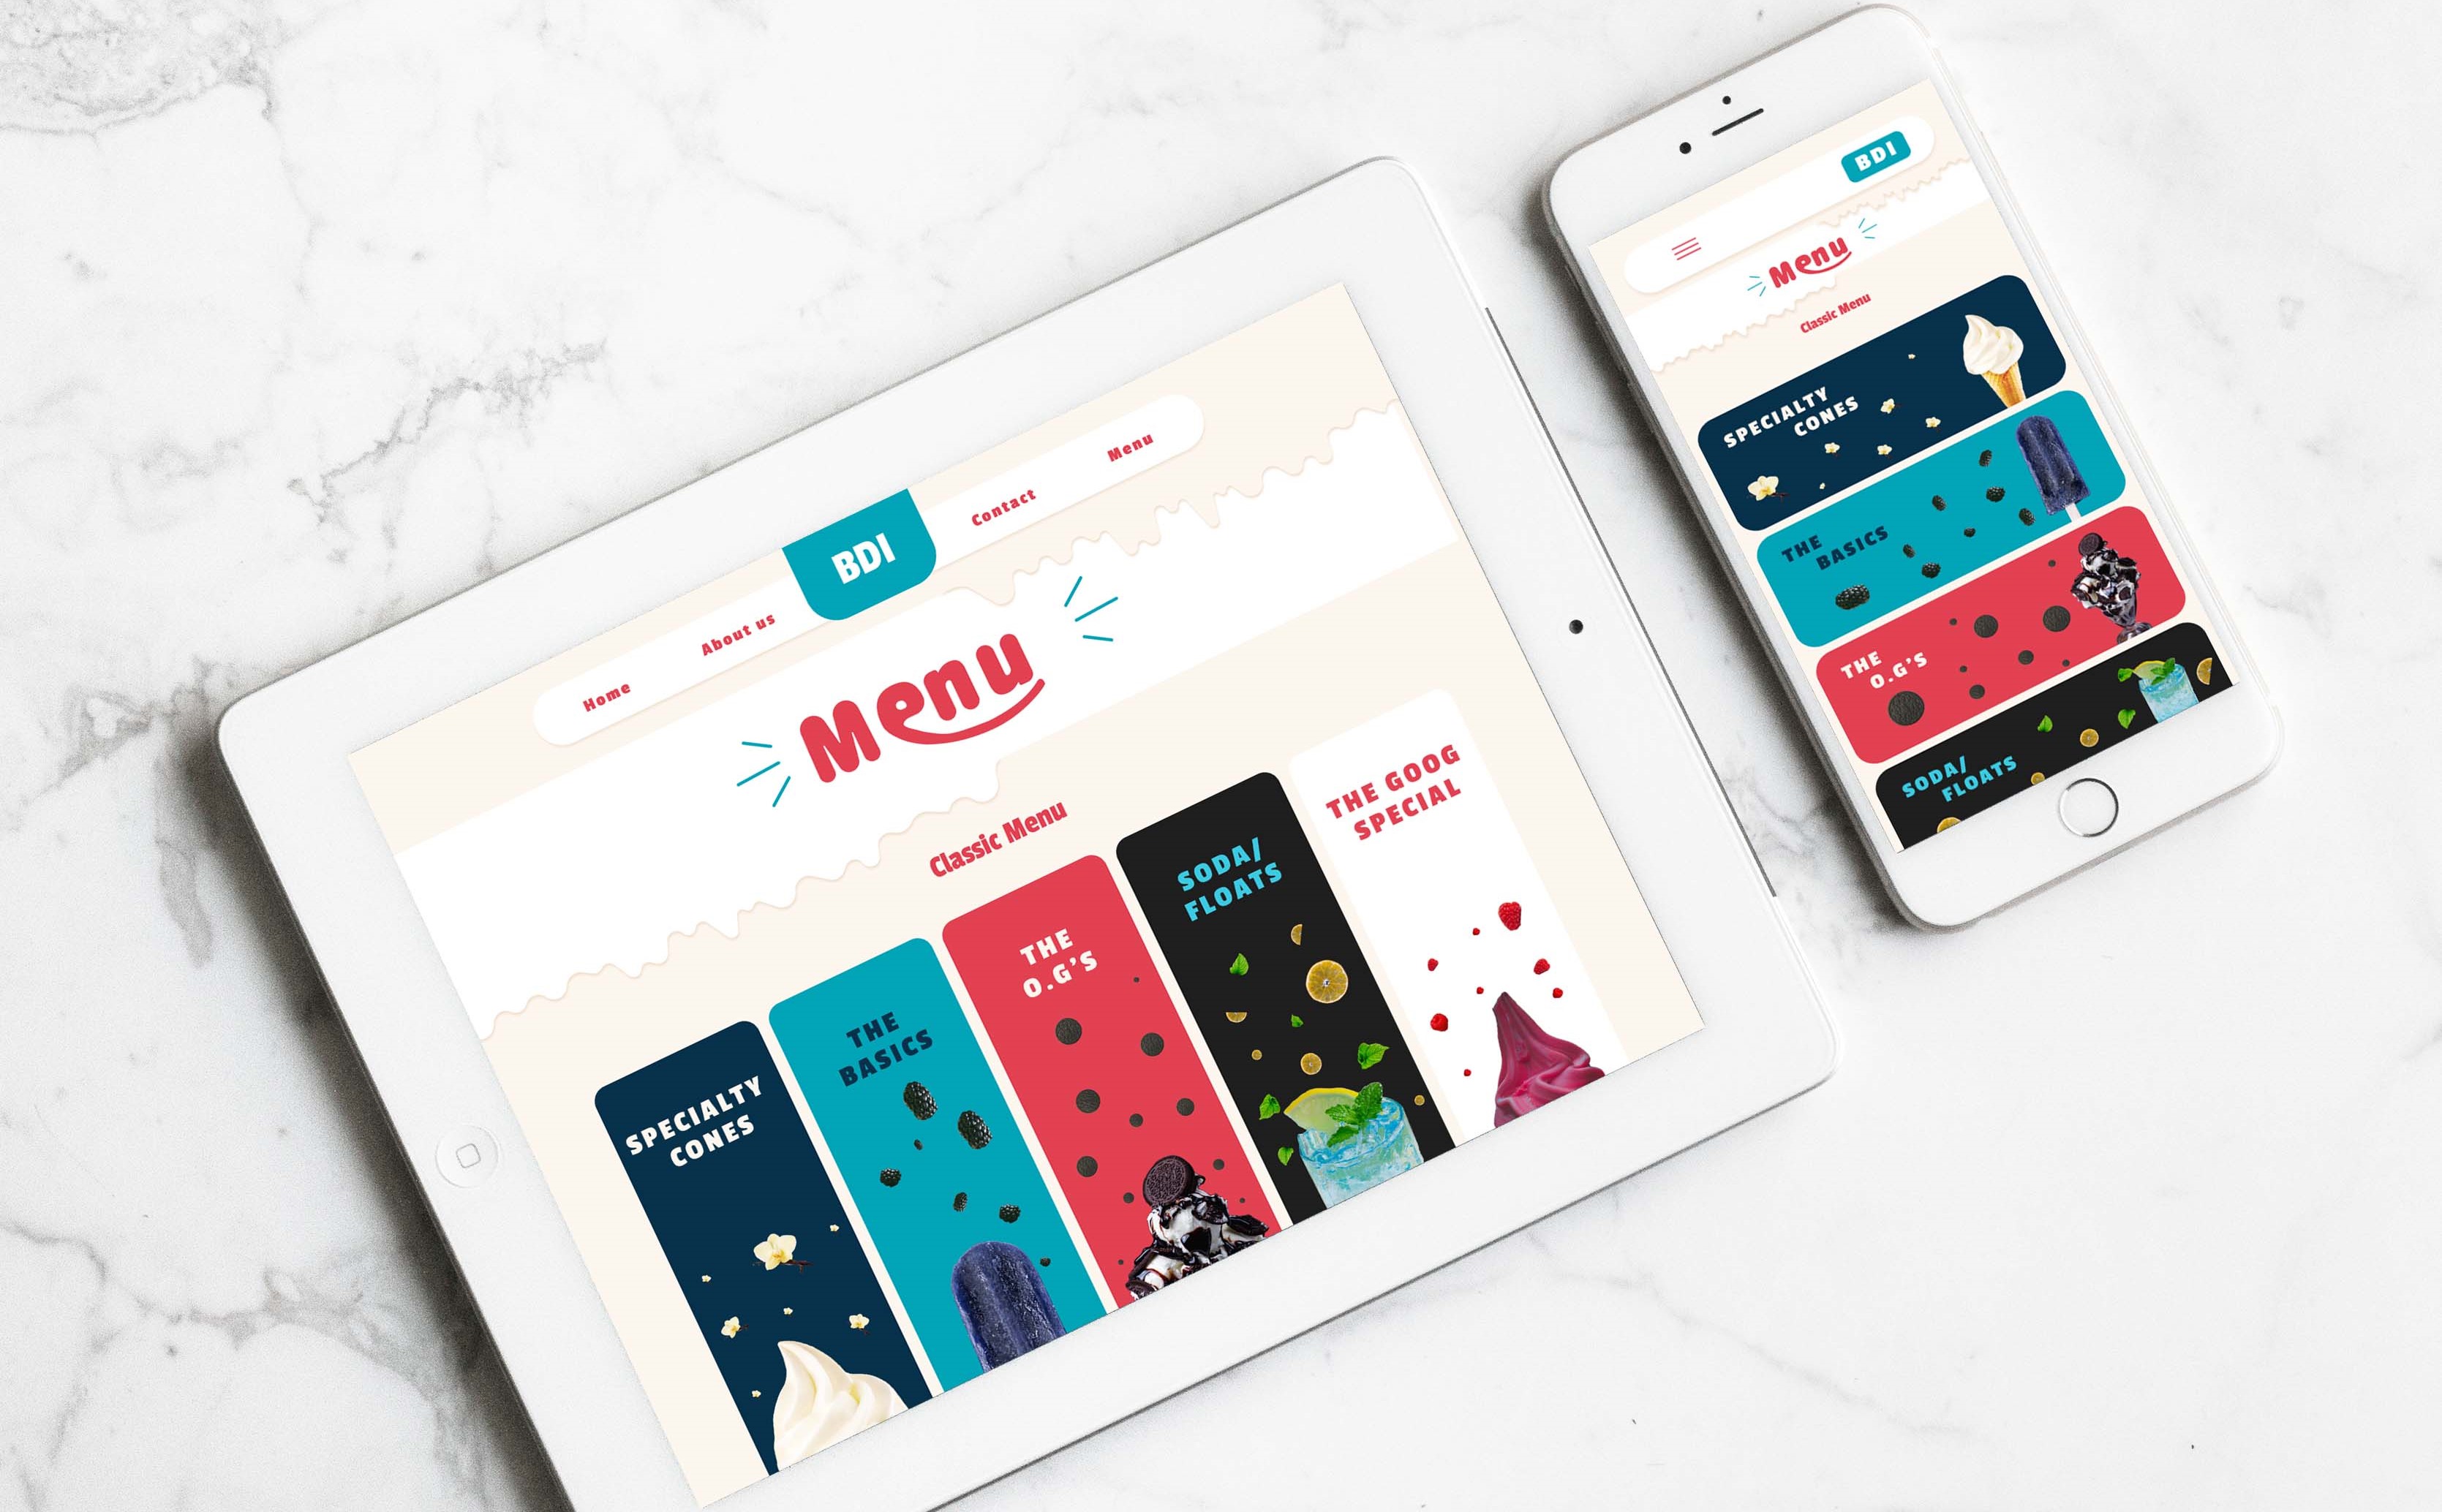 Home
About us
BDI
Contact
Menu
Menu
Classic Menu
SPECIALTY
CONES
THE
BASICS
THE
O.G'S
SODA/
FLOATS
THE GOOG
SPECIAL
BDI
Menu
Classic Menu
SPECIALTY
CONES
THE
BASICS
THE
O.G'S
SODA/
FLOATS